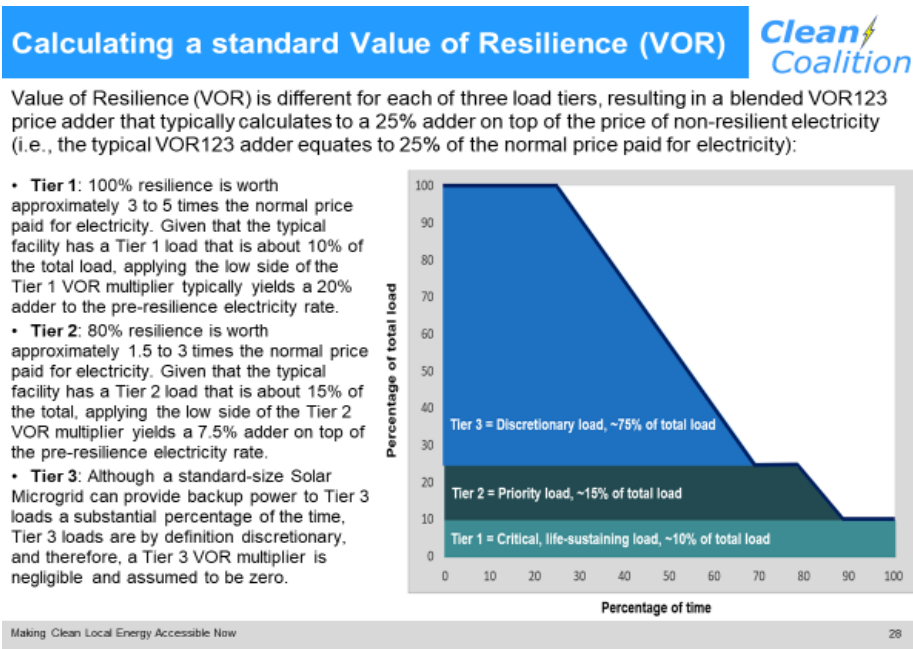 Calculating a standard Value of Resilience (VOR)
Clean
Coalition
Value of Resilience (VOR) is different for each of three load tiers, resulting in a blended VOR123
price adder that typically calculates to a 25% adder on top of the price of non-resilient electricity
(i.e., the typical VOR123 adder equates to 25% of the normal price paid for electricity):
• Tier 1: 100% resilience is worth
approximately 3 to 5 times the normal price
paid for electricity. Given that the typical
facility has a Tier 1 load that is about 10% of
the total load, applying the low side of the
Tier 1 VOR multiplier typically yields a 20%
adder to the pre-resilience electricity rate.
• Tier 2: 80% resilience is worth
approximately 1.5 to 3 times the normal price
paid for electricity. Given that the typical
facility has a Tier 2 load that is about 15% of
the total, applying the low side of the Tier 2
VOR multiplier yields a 7.5% adder on top of
the pre-resilience electricity rate.
• Tier 3: Although a standard-size Solar
Microgrid can provide backup power to Tier 3
loads a substantial percentage of the time,
Tier 3 loads are by definition discretionary,
and therefore, a Tier 3 VOR multiplier is
negligible and assumed to be zero.
Percentage of total load
100
90
80
70
60
50
40
30
20
10
0
Tier 3 = Discretionary load, ~75% of total load
Tier 2 = Priority load, ~15% of total load
Tier 1 = Critical, life-sustaining load, ~10% of total load
0 10 20 30 40 50 60 70 80 90 100
Percentage of time
Making Clean Local Energy Accessible Now
28